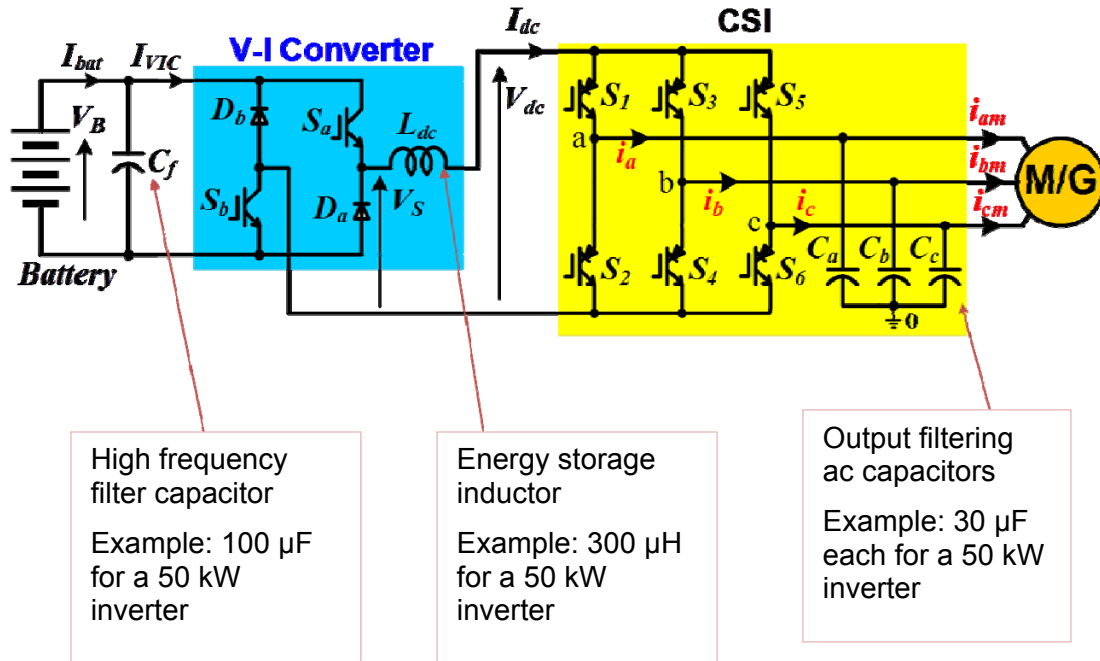 V-I Converter
CSI
I_bat
I_VIC
I_dc
V_B
C_f
D_b
S_a
L_dc
V_dc
S_b
D_a
V_S
Battery
S_1
S_3
S_5
a
i_a
b
i_b
c
i_c
S_2
S_4
S_6
C_a
C_b
C_c
0
i_am
i_bm
i_cm
M/G
High frequency
filter capacitor
Example: 100 µF
for a 50 kW
inverter
Energy storage
inductor
Example: 300 µH
for a 50 kW
inverter
Output filtering
ac capacitors
Example: 30 µF
each for a 50 kW
inverter